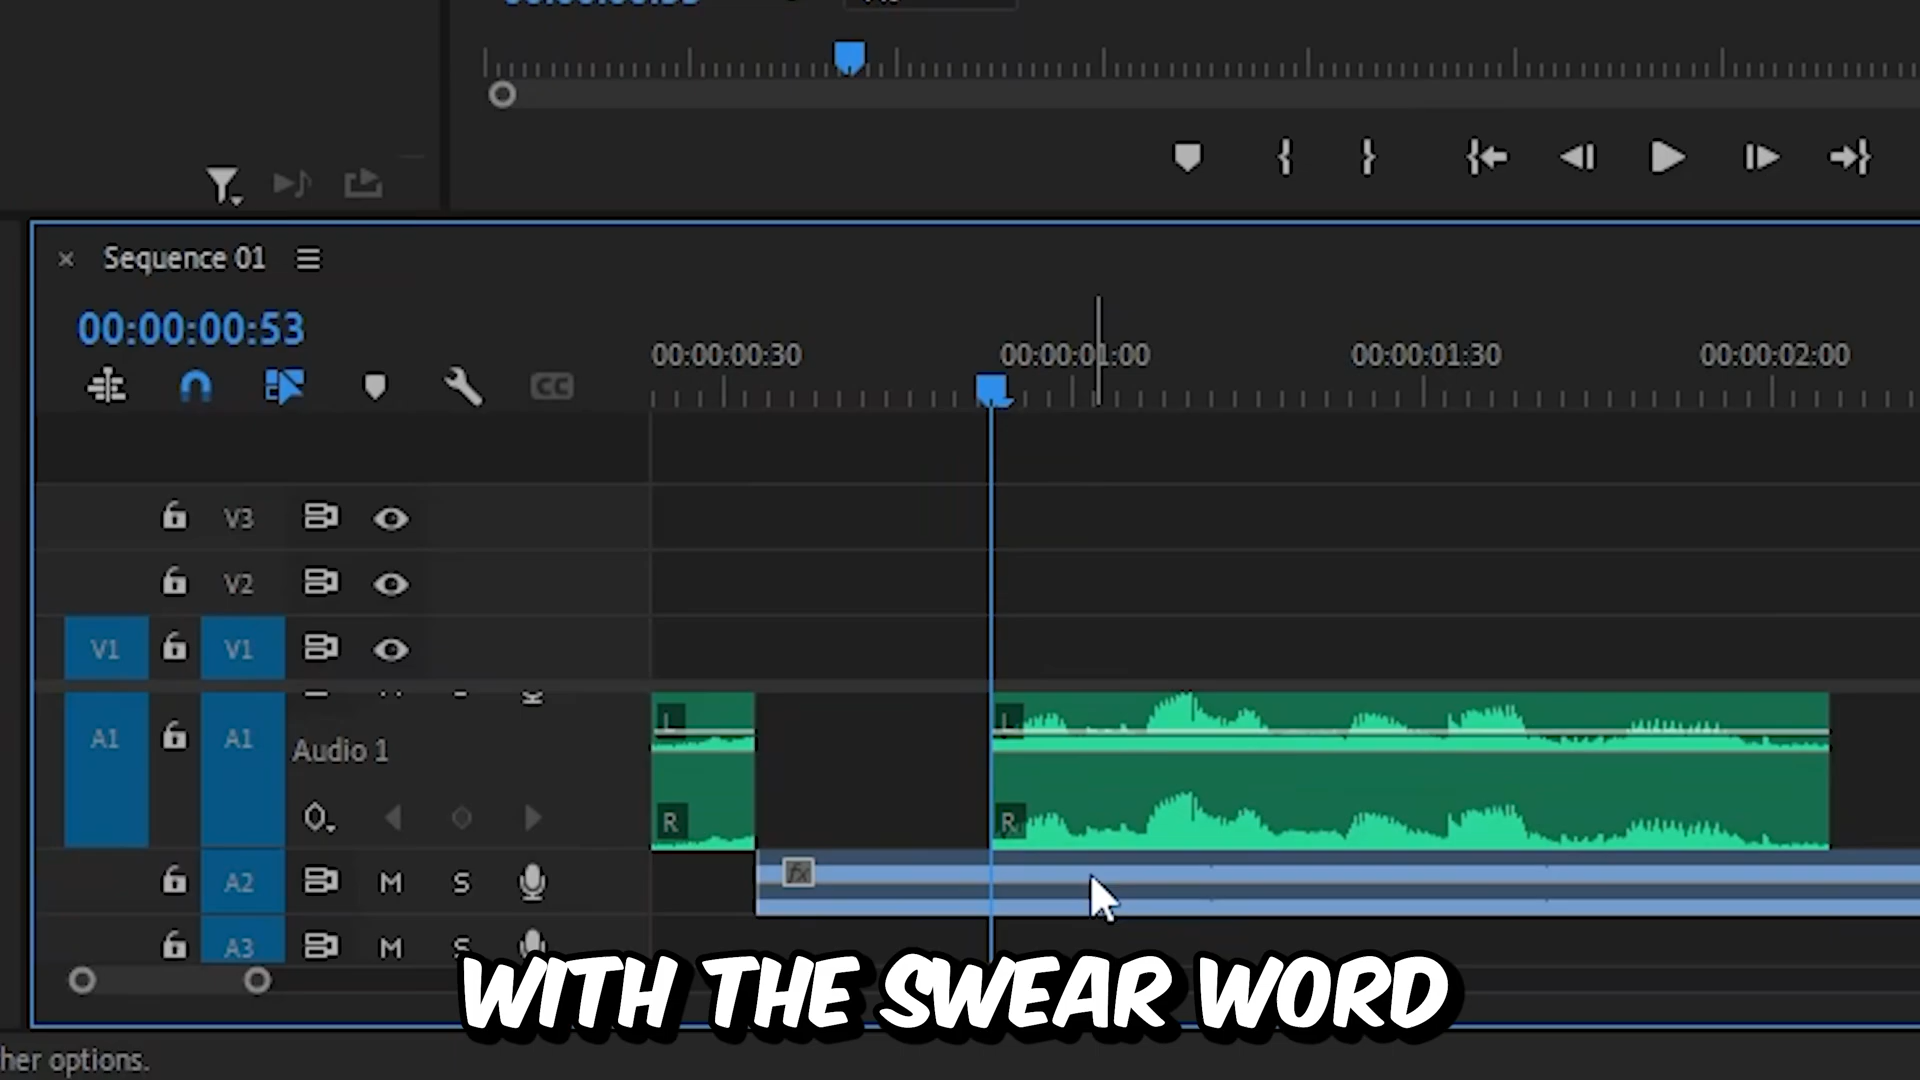 Sequence 01
00:00:00:53
00:00:00:30 00:00:01:00 00:00:01:30 00:00:02:00
CC
V3
V2
V1 V1
L L
A1 A1
Audio 1
R R
fx
A2 M S
A3 M S
WITH THE SWEAR WORD
her options.